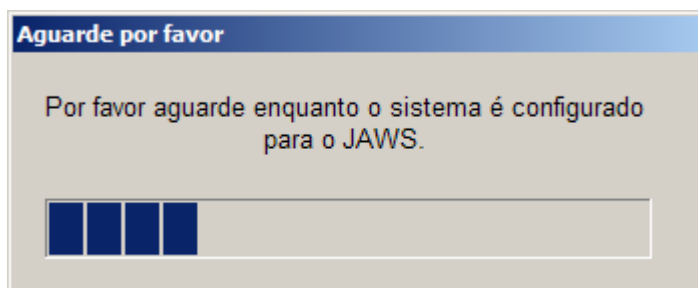 Aguarde por favor
Por favor aguarde enquanto o sistema é configurado
para o JAWS.